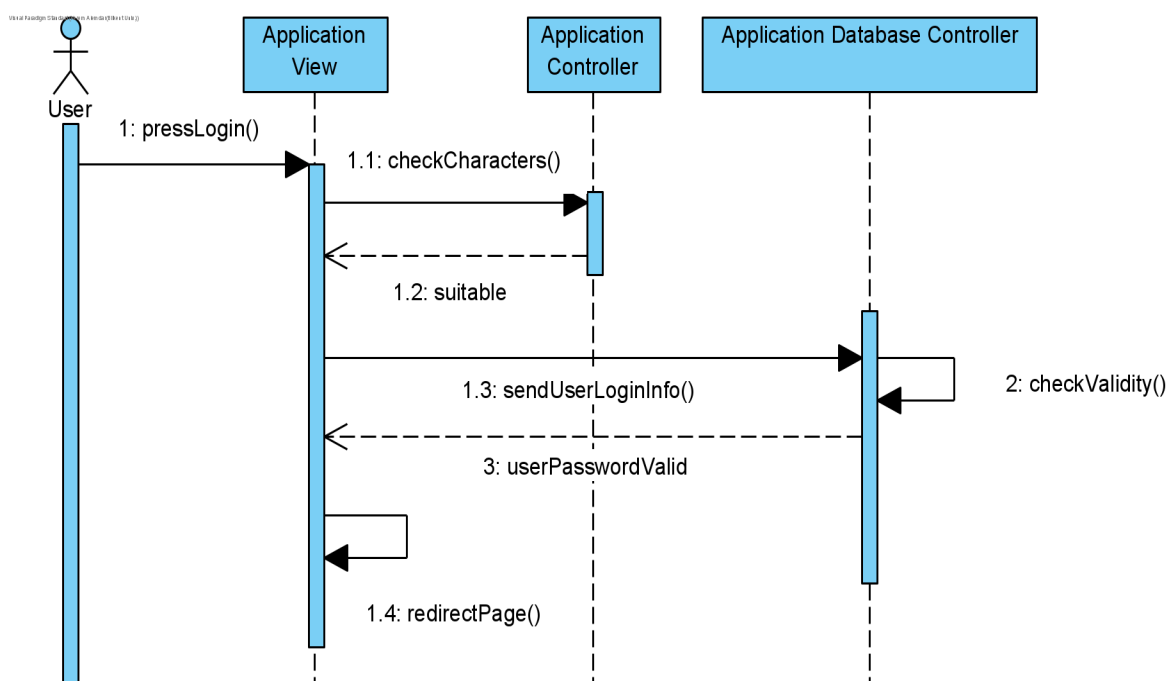 Application
View
Application
Controller
Application Database Controller
User
1: pressLogin()
1.1: checkCharacters()
1.2: suitable
1.3: sendUserLoginInfo()
2: checkValidity()
3: userPasswordValid
1.4: redirectPage()